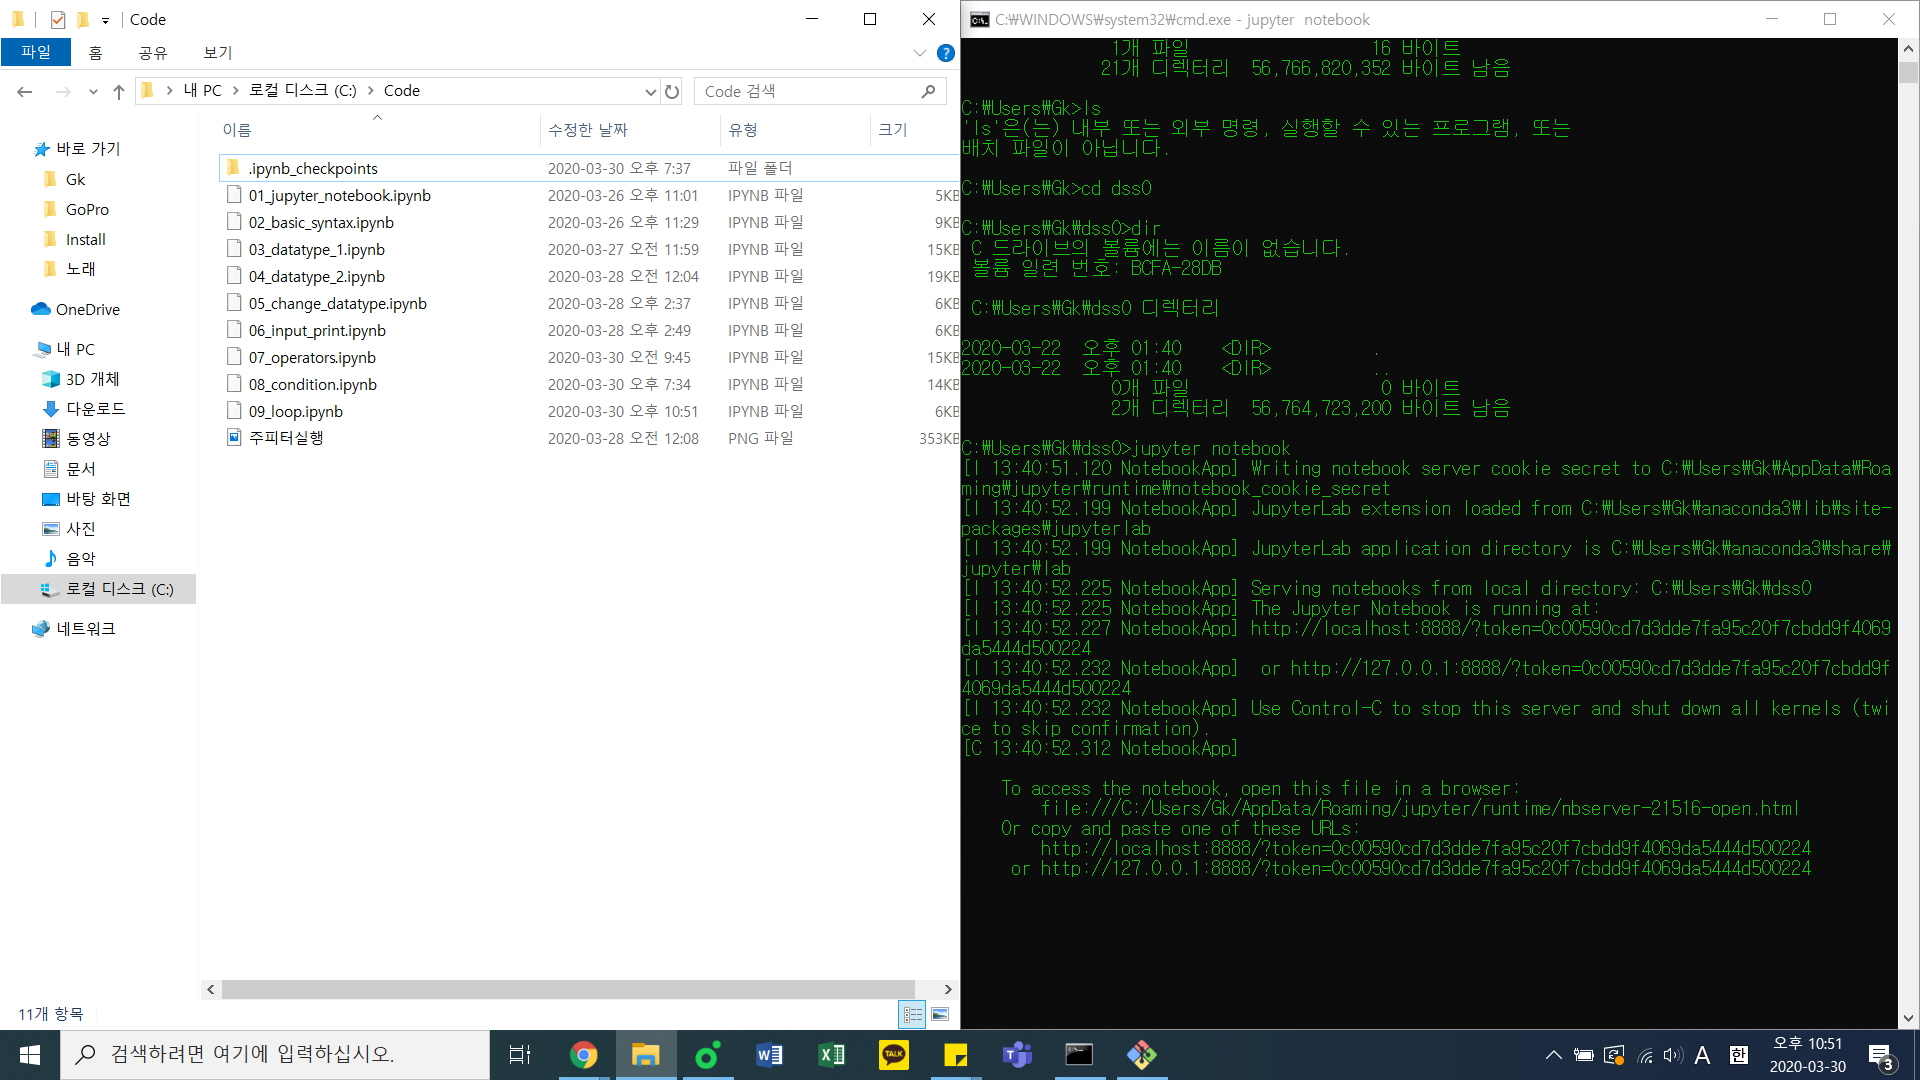 Code
파일 홈 공유 보기
내 PC 로컬 디스크 (C:) Code
Code 검색
바로 가기
Gk
GoPro
Install
노래
OneDrive
내 PC
3D 개체
다운로드
동영상
문서
바탕 화면
사진
음악
로컬 디스크 (C:)
네트워크
이름 수정한 날짜 유형 크기
.ipynb_checkpoints 2020-03-30 오후 7:37 파일 폴더
01_jupyter_notebook.ipynb 2020-03-26 오후 11:01 IPYNB 파일 5KB
02_basic_syntax.ipynb 2020-03-26 오후 11:29 IPYNB 파일 9KB
03_datatype_1.ipynb 2020-03-27 오전 11:59 IPYNB 파일 15KB
04_datatype_2.ipynb 2020-03-28 오전 12:04 IPYNB 파일 19KB
05_change_datatype.ipynb 2020-03-28 오후 2:37 IPYNB 파일 6KB
06_input_print.ipynb 2020-03-28 오후 2:49 IPYNB 파일 6KB
07_operators.ipynb 2020-03-30 오전 9:45 IPYNB 파일 15KB
08_condition.ipynb 2020-03-30 오후 7:34 IPYNB 파일 14KB
09_loop.ipynb 2020-03-30 오후 10:51 IPYNB 파일 6KB
주피터실행 2020-03-28 오전 12:08 PNG 파일 353KB
11개 항목
C:\WINDOWS\system32\cmd.exe - jupyter  notebook
1개 파일 16 바이트
21개 디렉터리 56,766,820,352 바이트 남음
C:\Users\Gk>ls
'ls'은(는) 내부 또는 외부 명령, 실행할 수 있는 프로그램, 또는
배치 파일이 아닙니다.
C:\Users\Gk>cd dss0
C:\Users\Gk\dss0>dir
C 드라이브의 볼륨에는 이름이 없습니다.
볼륨 일련 번호: BCFA-28DB
C:\Users\Gk\dss0 디렉터리
2020-03-22 오후 01:40 <DIR> .
2020-03-22 오후 01:40 <DIR> ..
0개 파일 0 바이트
2개 디렉터리 56,764,723,200 바이트 남음
C:\Users\Gk\dss0>jupyter notebook
[I 13:40:51.120 NotebookApp] Writing notebook server cookie secret to C:\Users\Gk\AppData\Roa
ming\jupyter\runtime\notebook_cookie_secret
[I 13:40:52.199 NotebookApp] JupyterLab extension loaded from C:\Users\Gk\anaconda3\lib\site-
packages\jupyterlab
[I 13:40:52.199 NotebookApp] JupyterLab application directory is C:\Users\Gk\anaconda3\share\
jupyter\lab
[I 13:40:52.225 NotebookApp] Serving notebooks from local directory: C:\Users\Gk\dss0
[I 13:40:52.225 NotebookApp] The Jupyter Notebook is running at:
[I 13:40:52.227 NotebookApp] http://localhost:8888/?token=0c00590cd7d3dde7fa95c20f7cbdd9f4069
da5444d500224
[I 13:40:52.232 NotebookApp]  or http://127.0.0.1:8888/?token=0c00590cd7d3dde7fa95c20f7cbdd9f
4069da5444d500224
[I 13:40:52.232 NotebookApp] Use Control-C to stop this server and shut down all kernels (twi
ce to skip confirmation).
[C 13:40:52.312 NotebookApp]
To access the notebook, open this file in a browser:
file:///C:/Users/Gk/AppData/Roaming/jupyter/runtime/nbserver-21516-open.html
Or copy and paste one of these URLs:
http://localhost:8888/?token=0c00590cd7d3dde7fa95c20f7cbdd9f4069da5444d500224
or http://127.0.0.1:8888/?token=0c00590cd7d3dde7fa95c20f7cbdd9f4069da5444d500224
검색하려면 여기에 입력하십시오.
TALK
A 한
오후 10:51
2020-03-30
3